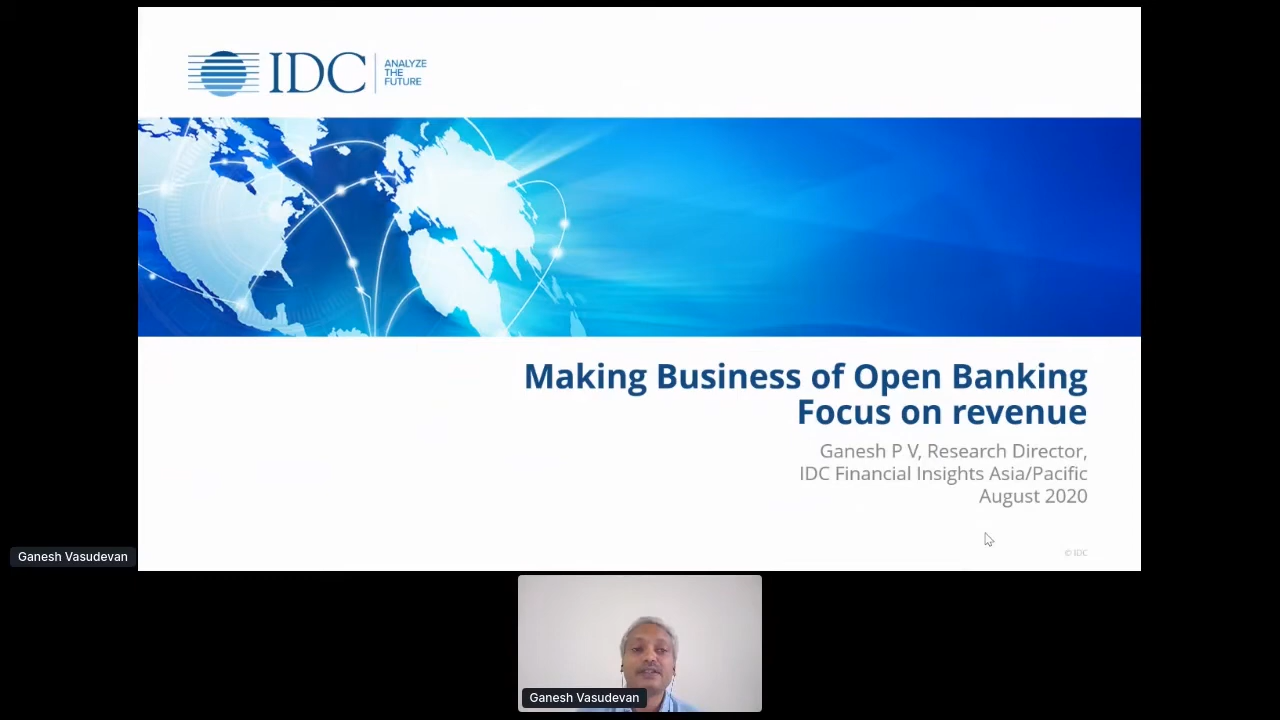 IDC
ANALYZE
THE
FUTURE
Making Business of Open Banking
Focus on revenue
Ganesh P V, Research Director,
IDC Financial Insights Asia/Pacific
August 2020
© IDC
Ganesh Vasudevan
Ganesh Vasudevan